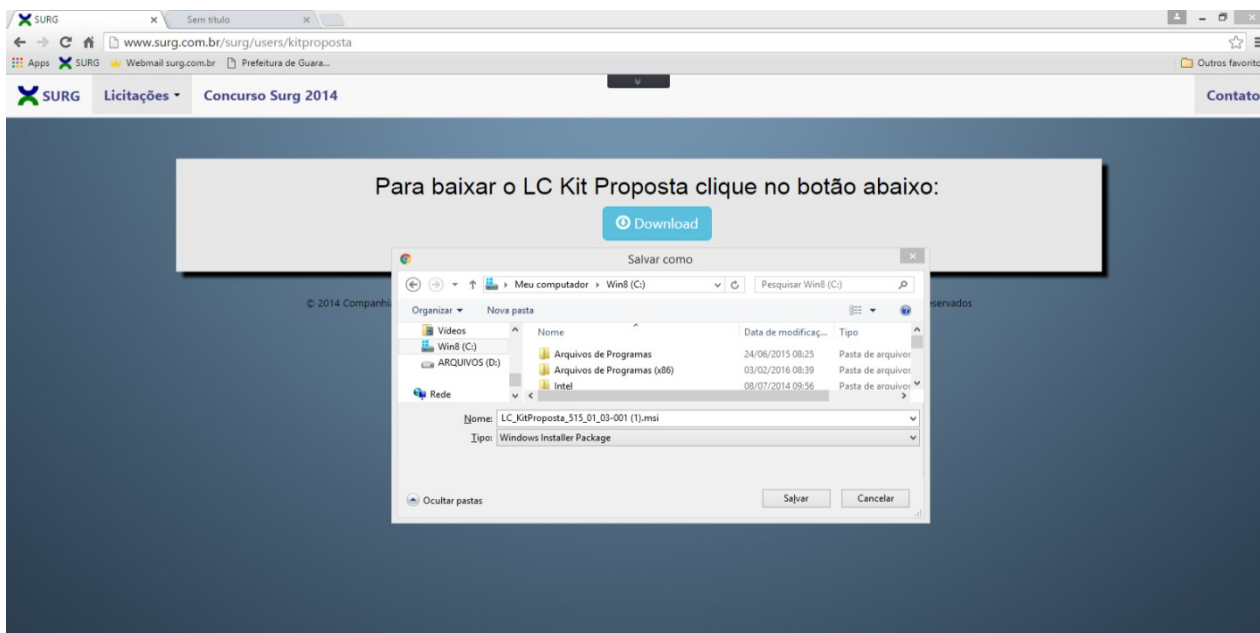 SURG
Sem título
www.surg.com.br/surg/users/kitproposta
Apps SURG Webmail surg.com.br Prefeitura de Guara...
Outros favorito
SURG Licitações Concurso Surg 2014 Contato
Para baixar o LC Kit Proposta clique no botão abaixo:
Download
Salvar como
Meu computador Win8 (C:) Pesquisar Win8 (C:)
© 2014 Companhi
servados
Organizar Nova pasta
Vídeos
Win8 (C:)
ARQUIVOS (D:)
Rede
Nome Data de modificaç... Tipo
Arquivos de Programas 24/06/2015 08:25 Pasta de arquivos
Arquivos de Programas (x86) 03/02/2016 08:39 Pasta de arquivos
Intel 08/07/2014 09:56 Pasta de arquivos
Nome: LC_KitProposta_515_01_03-001 (1).msi
Tipo: Windows Installer Package
Ocultar pastas Salvar Cancelar